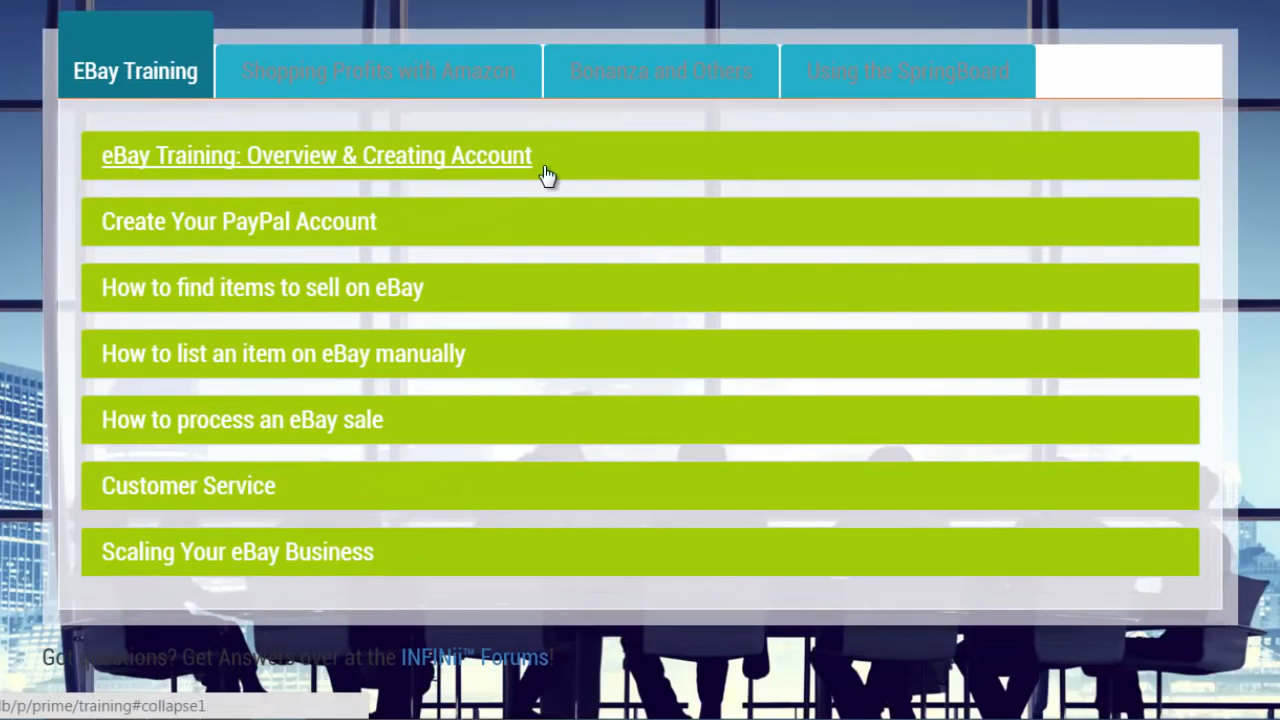 EBay Training
Shopping Profits with Amazon
Bonanza and Others
Using the SpringBoard
eBay Training: Overview & Creating Account
Create Your PayPal Account
How to find items to sell on eBay
How to list an item on eBay manually
How to process an eBay sale
Customer Service
Scaling Your eBay Business
Got questions? Get Answers over at the INFINii™ Forums!
lb/p/prime/training#collapse1